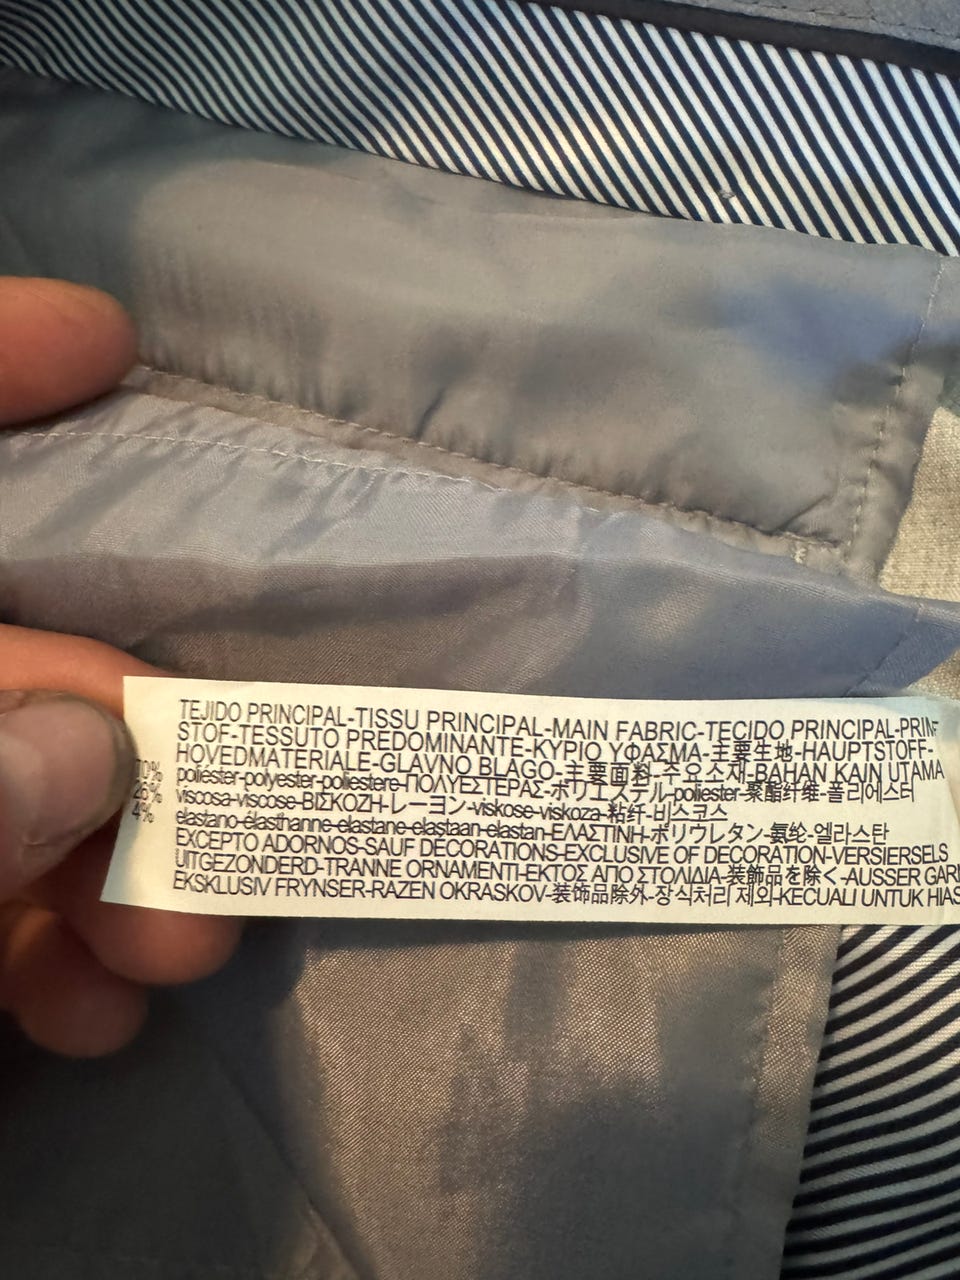 TEJIDO PRINCIPAL-TISSU PRINCIPAL-MAIN FABRIC-TECIDO PRINCIPAL-PRIN
STOF-TESSUTO PREDOMINANTE-ΚΥΡΙΟ ΥΦΑΣΜΑ-主要生地-HAUPTSTOFF-
HOVEDMATERIALE-GLAVNO BLAGO-主要面料-주요소재-BAHAN KAIN UTAMA
poliéster-polyester-poliestere-ΠΟΛΥΕΣΤΕΡΑΣ-ポリエステル-poliester-聚酯纤维-폴리에스터
26% viscosa-viscose-ΒΙΣΚΟΖΗ-レーヨン-viskose-viskoza-粘纤-비스코스
4% elastano-élasthanne-elastane-elastaan-elastan-ΕΛΑΣΤΙΝΗ-ポリウレタン-氨纶-엘라스탄
EXCEPTO ADORNOS-SAUF DÉCORATIONS-EXCLUSIVE OF DECORATION-VERSIERSELS
UITGEZONDERD-TRANNE ORNAMENTI-ΕΚΤΟΣ ΑΠΟ ΣΤΟΛΙΔΙΑ-装飾品を除く-AUSSER GAR
EKSKLUSIV FRYNSER-RAZEN OKRASKOV-装饰品除外-장식처리 제외-KECUALI UNTUK HIAS